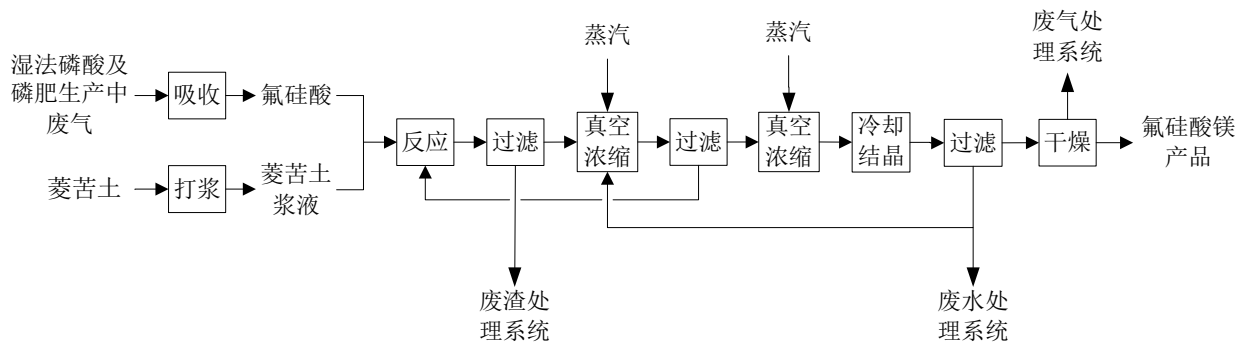 湿法磷酸及
磷肥生产中
废气
吸收
氟硅酸
菱苦土
打浆
菱苦土
浆液
反应
过滤
废渣处
理系统
蒸汽
真空
浓缩
过滤
蒸汽
真空
浓缩
冷却
结晶
过滤
废水处
理系统
废气处
理系统
干燥
氟硅酸镁
产品